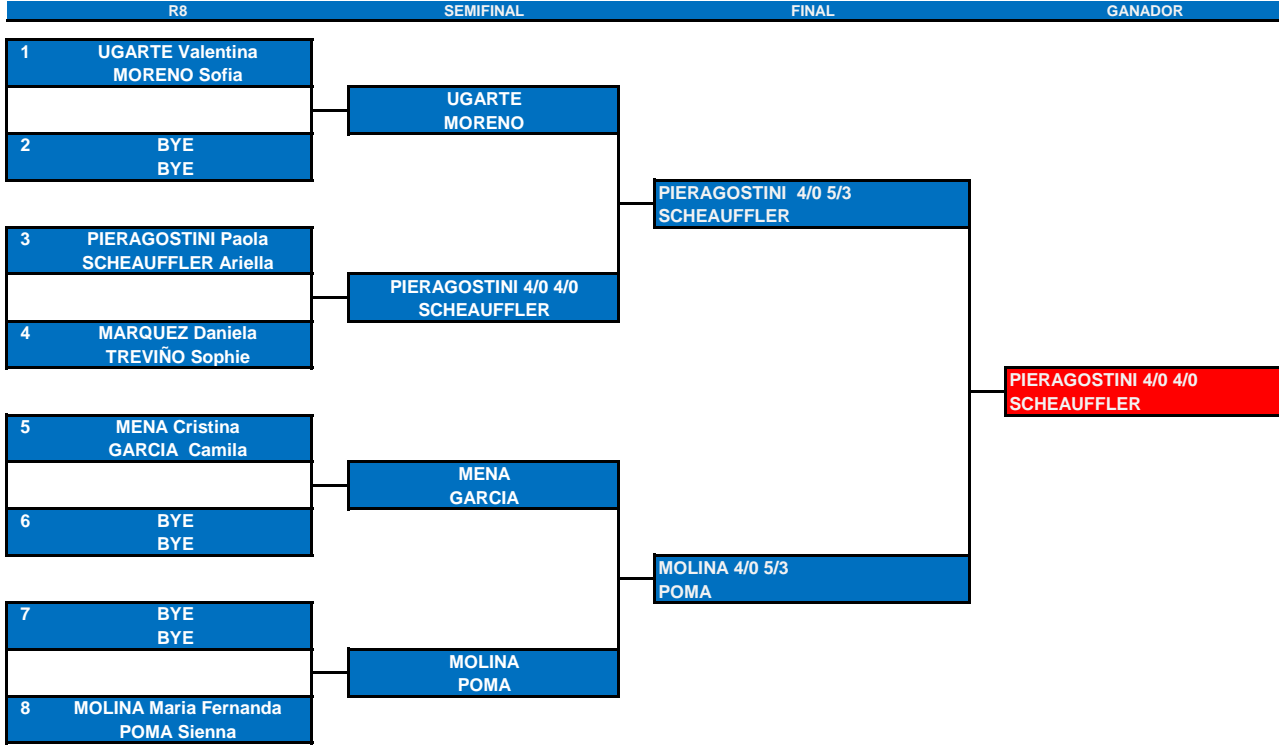 R8 SEMIFINAL FINAL GANADOR
1 UGARTE Valentina
MORENO Sofia
UGARTE
MORENO
2 BYE
BYE
PIERAGOSTINI 4/0 5/3
SCHEAUFFLER
3 PIERAGOSTINI Paola
SCHEAUFFLER Ariella
PIERAGOSTINI 4/0 4/0
SCHEAUFFLER
4 MARQUEZ Daniela
TREVIÑO Sophie
PIERAGOSTINI 4/0 4/0
SCHEAUFFLER
5 MENA Cristina
GARCIA Camila
MENA
GARCIA
6 BYE
BYE
MOLINA 4/0 5/3
POMA
7 BYE
BYE
MOLINA
POMA
8 MOLINA Maria Fernanda
POMA Sienna